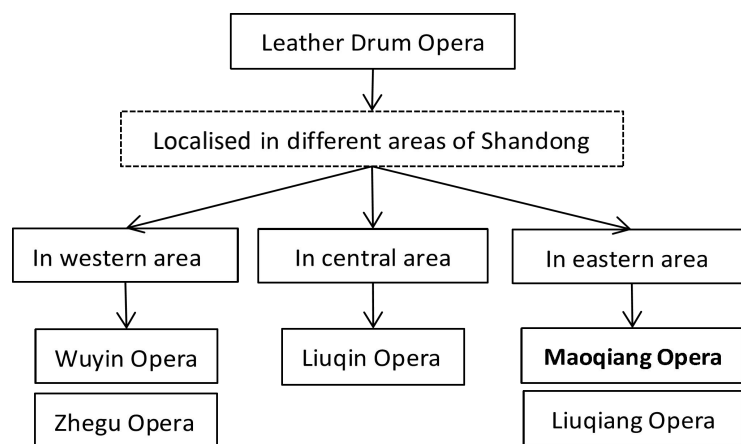 Leather Drum Opera
Localised in different areas of Shandong
In western area
In central area
In eastern area
Wuyin Opera
Liuqin Opera
Maoqiang Opera
Zhegu Opera
Liuqiang Opera